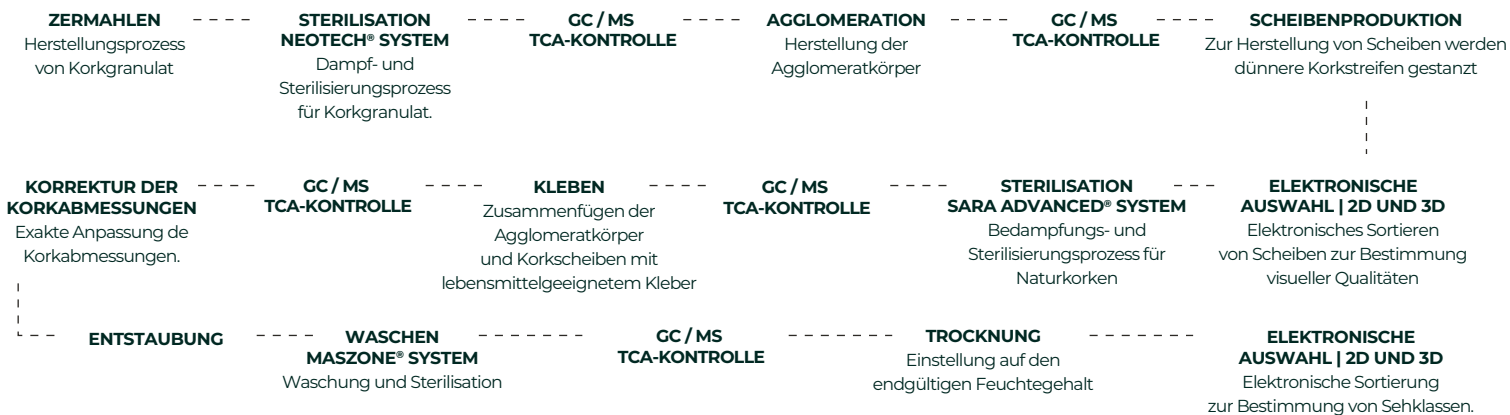 ZERMAHLEN
Herstellungsprozess
von Korkgranulat
STERILISATION
NEOTECH® SYSTEM
Dampf- und
Sterilisierungsprozess
für Korkgranulat.
GC / MS
TCA-KONTROLLE
AGGLOMERATION
Herstellung der
Agglomeratkörper
GC / MS
TCA-KONTROLLE
SCHEIBENPRODUKTION
Zur Herstellung von Scheiben werden
dünnere Korkstreifen gestanzt
ELEKTRONISCHE
AUSWAHL | 2D UND 3D
Elektronisches Sortieren
von Scheiben zur Bestimmung
visueller Qualitäten
STERILISATION
SARA ADVANCED® SYSTEM
Bedampfungs- und
Sterilisierungsprozess für
Naturkorken
GC / MS
TCA-KONTROLLE
KLEBEN
Zusammenfügen der
Agglomeratkörper
und Korkscheiben mit
lebensmittelgeeignetem Kleber
GC / MS
TCA-KONTROLLE
KORREKTUR DER
KORKABMESSUNGEN
Exakte Anpassung de
Korkabmessungen.
ENTSTAUBUNG
WASCHEN
MASZONE® SYSTEM
Waschung und Sterilisation
GC / MS
TCA-KONTROLLE
TROCKNUNG
Einstellung auf den
endgültigen Feuchtegehalt
ELEKTRONISCHE
AUSWAHL | 2D UND 3D
Elektronische Sortierung
zur Bestimmung von Sehklassen.